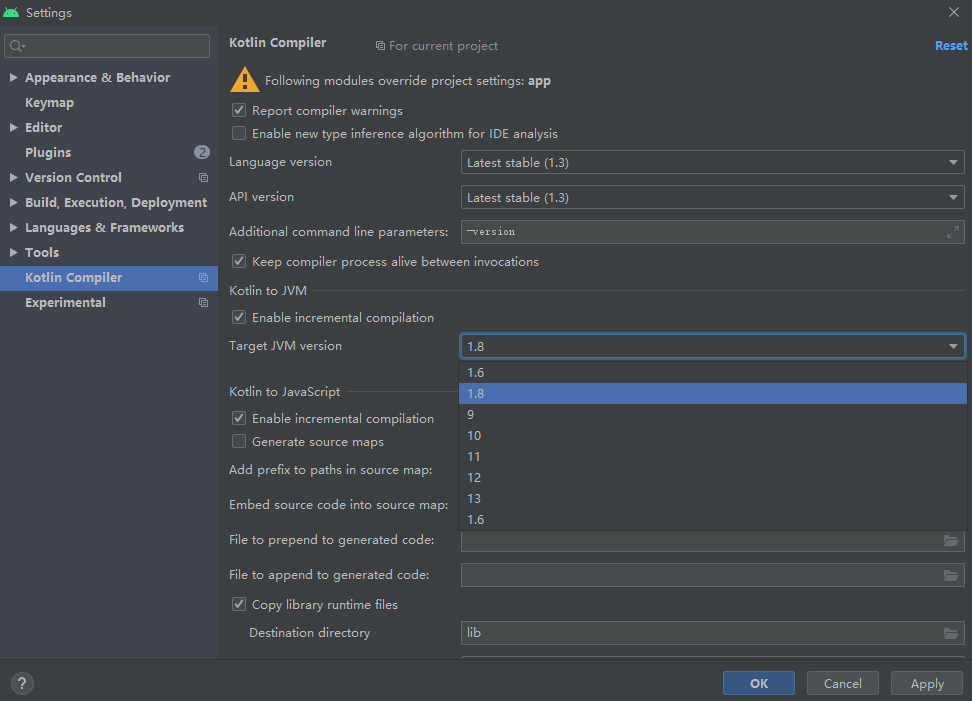 Settings
Appearance & Behavior
Keymap
Editor
Plugins 2
Version Control
Build, Execution, Deployment
Languages & Frameworks
Tools
Kotlin Compiler
Experimental
Kotlin Compiler For current project Reset
Following modules override project settings: app
Report compiler warnings
Enable new type inference algorithm for IDE analysis
Language version Latest stable (1.3)
API version Latest stable (1.3)
Additional command line parameters: -version
Keep compiler process alive between invocations
Kotlin to JVM
Enable incremental compilation
Target JVM version 1.8
1.6
1.8
9
10
11
12
13
1.6
Kotlin to JavaScript
Enable incremental compilation
Generate source maps
Add prefix to paths in source map:
Embed source code into source map:
File to prepend to generated code:
File to append to generated code:
Copy library runtime files
Destination directory lib
? OK Cancel Apply